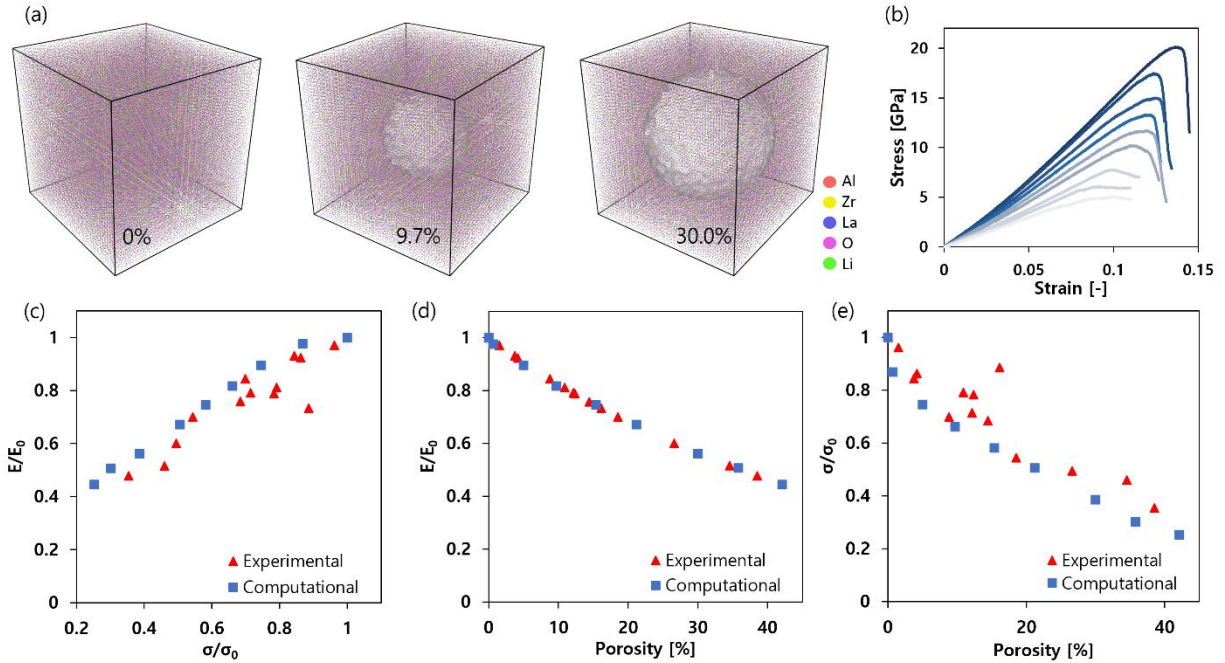 (a)
0%
9.7%
30.0%
Al
Zr
La
O
Li
(b)
Stress [GPa]
20
15
10
5
0
0
0.05
0.1
0.15
Strain [-]
(c)
E/E0
1
0.8
0.6
0.4
0.2
0
0.2
0.4
0.6
0.8
1
σ/σ0
Experimental
Computational
(d)
E/E0
1
0.8
0.6
0.4
0.2
0
0
10
20
30
40
Porosity [%]
Experimental
Computational
(e)
σ/σ0
1
0.8
0.6
0.4
0.2
0
0
20
40
Porosity [%]
Experimental
Computational